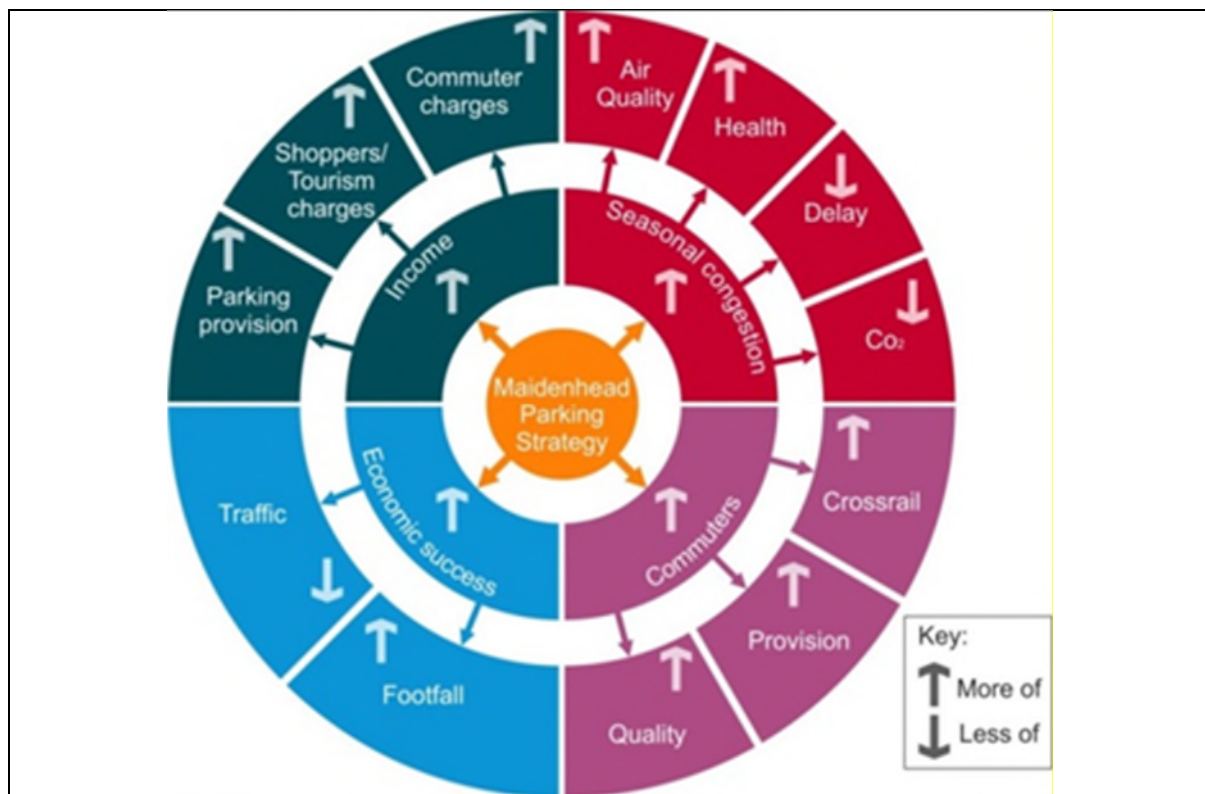 Commuter
charges
Air
Quality
Health
Delay
Co₂
Shoppers/
Tourism
charges
Parking
provision
Income
Seasonal congestion
Maidenhead
Parking
Strategy
Economic success
Commuters
Traffic
Footfall
Crossrail
Provision
Quality
Key:
More of
Less of